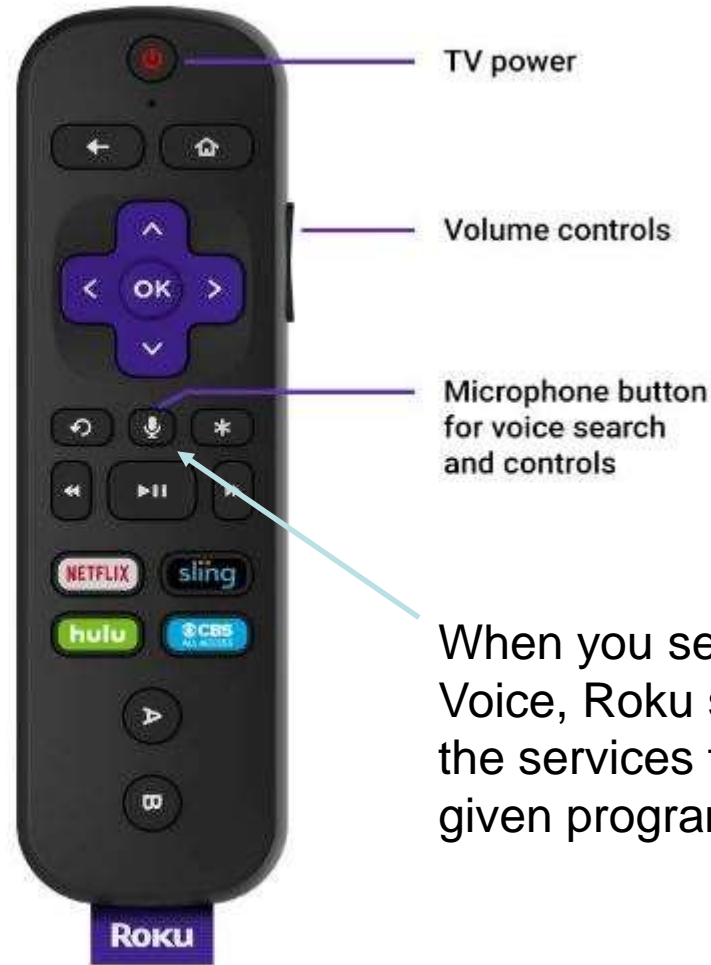 TV power
Volume controls
OK
Microphone button
for voice search
and controls
NETFLIX
sling
hulu
CBS
ALL ACCESS
When you se
Voice, Roku s
the services
given program
A
B
Roku